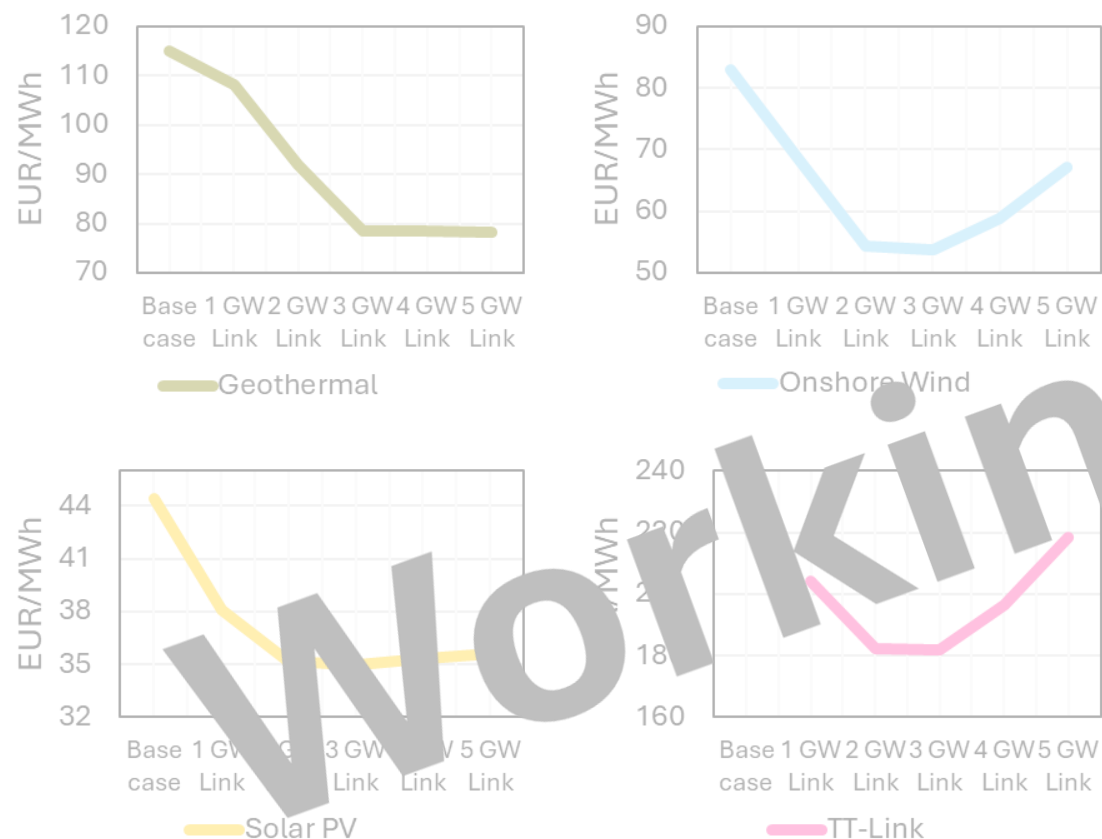 120
110
100
90
80
70
EUR/MWh
Base case
1 GW Link
2 GW Link
3 GW Link
4 GW Link
5 GW Link
Geothermal
90
80
70
60
50
EUR/MWh
Base case
1 GW Link
2 GW Link
3 GW Link
4 GW Link
5 GW Link
Onshore Wind
44
41
38
35
32
EUR/MWh
Base case
1 GW Link
GW
3 GW Link
GW
5 GW Link
Solar PV
240
160
MWh
Base case
1 GW Link
2 GW Link
3 GW Link
4 GW Link
5 GW Link
TT-Link
Workin